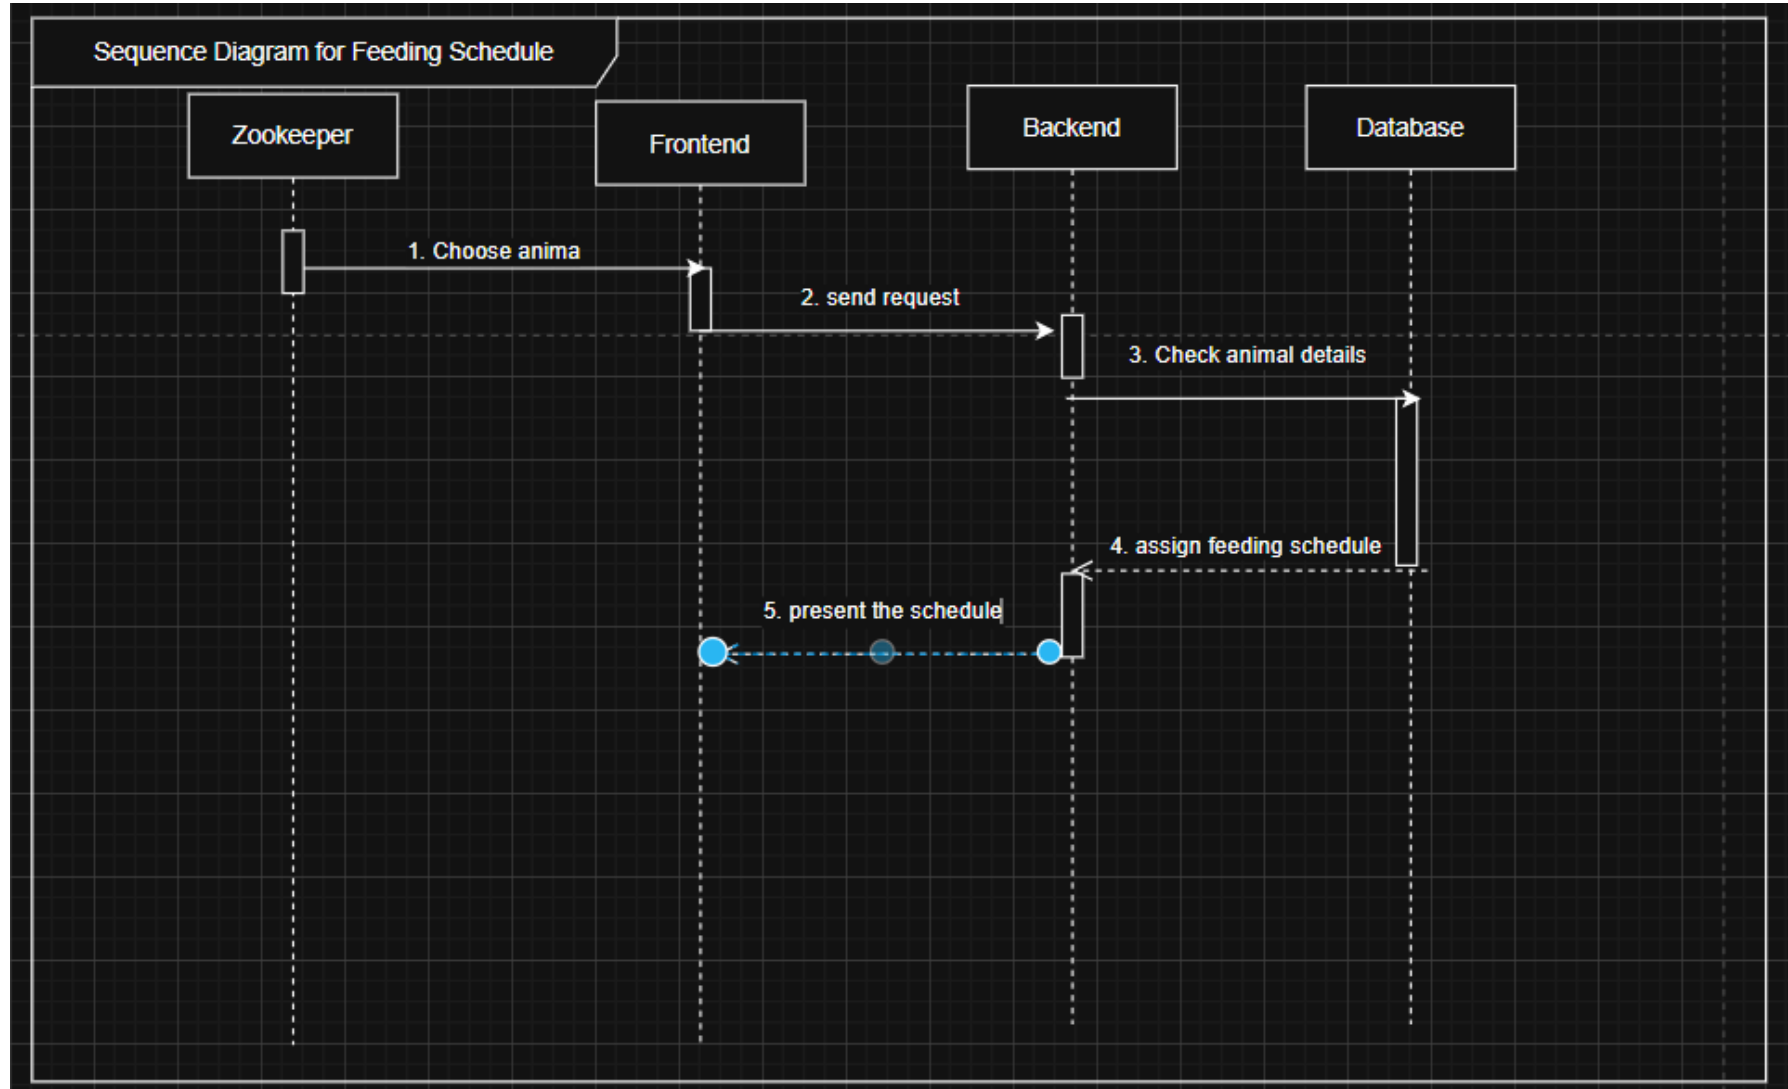 Sequence Diagram for Feeding Schedule
Zookeeper
Frontend
Backend
Database
1. Choose anima
2. send request
3. Check animal details
4. assign feeding schedule
5. present the schedule